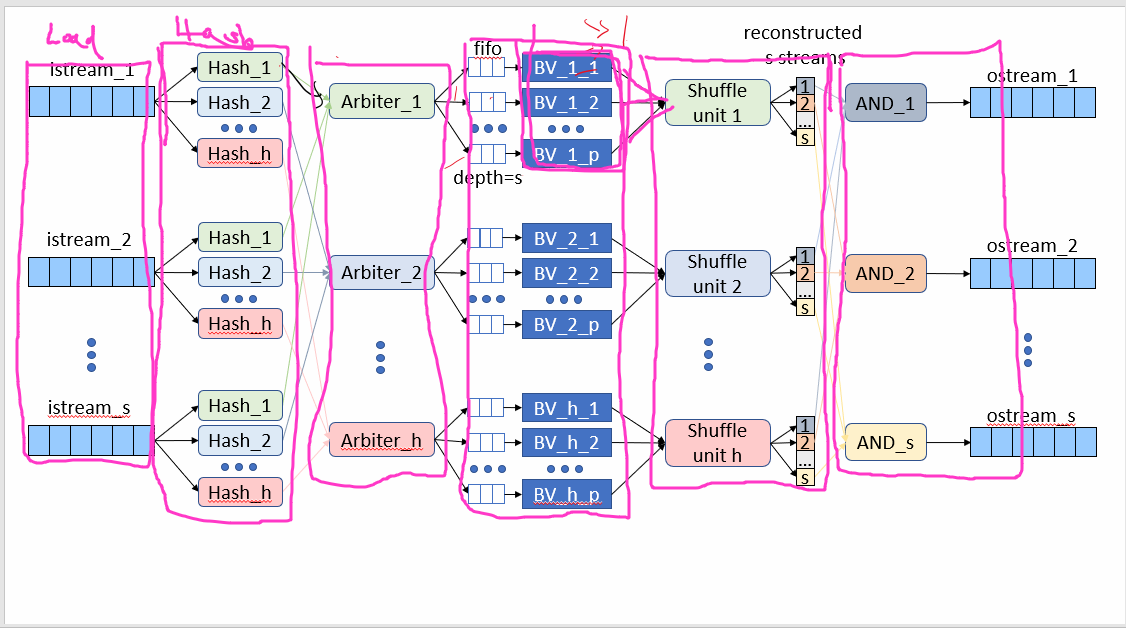 Load
Hash
fifo
reconstructed
s streams
istream_1
Hash_1
Hash_2
Hash_h
Arbiter_1
BV_1_1
BV_1_2
BV_1_p
depth=s
Shuffle
unit 1
1
2
...
s
AND_1
ostream_1
istream_2
Hash_1
Hash_2
Hash_h
Arbiter_2
BV_2_1
BV_2_2
BV_2_p
Shuffle
unit 2
1
2
...
s
AND_2
ostream_2
istream_s
Hash_1
Hash_2
Hash_h
Arbiter_h
BV_h_1
BV_h_2
BV_h_p
Shuffle
unit h
1
2
...
s
AND_s
ostream_s